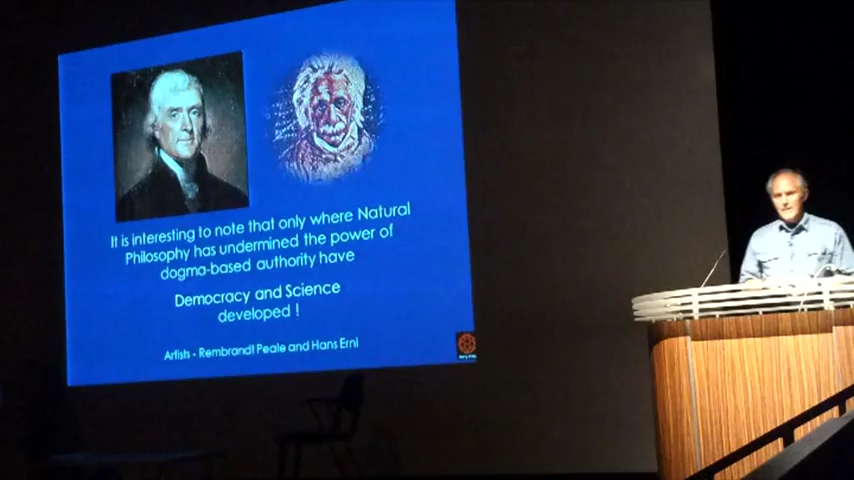 It is interesting to note that only where Natural
Philosophy has undermined the power of
dogma-based authority have
Democracy and Science
developed !
Artists - Rembrandt Peale and Hans Erni